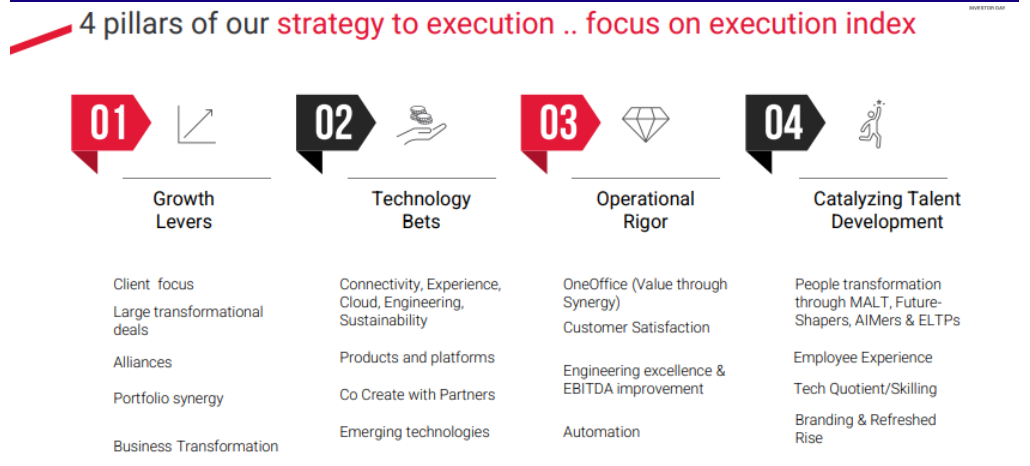 INVESTOR DAY
4 pillars of our strategy to execution .. focus on execution index
01
02
03
04
Growth
Levers
Technology
Bets
Operational
Rigor
Catalyzing Talent
Development
Client focus
Large transformational
deals
Alliances
Portfolio synergy
Business Transformation
Connectivity, Experience,
Cloud, Engineering,
Sustainability
Products and platforms
Co Create with Partners
Emerging technologies
OneOffice (Value through
Synergy)
Customer Satisfaction
Engineering excellence &
EBITDA improvement
Automation
People transformation
through MALT, Future-
Shapers, AIMers & ELTPs
Employee Experience
Tech Quotient/Skilling
Branding & Refreshed
Rise